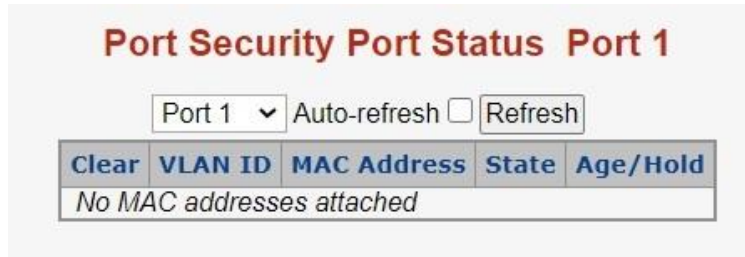 Port Security Port Status Port 1
Port 1 Auto-refresh Refresh
Clear VLAN ID MAC Address State Age/Hold
No MAC addresses attached